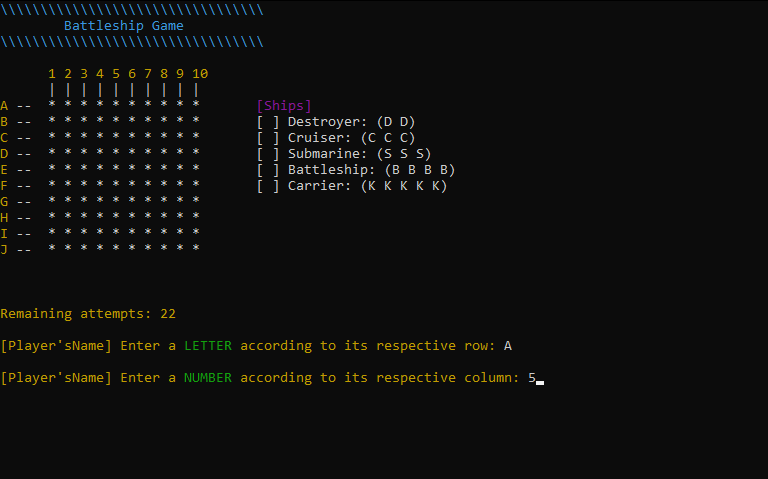 \\\\\\\\\\\\\\\\\\\\\\\\\\\\\\\\\
Battleship Game
\\\\\\\\\\\\\\\\\\\\\\\\\\\\\\\\\
1 2 3 4 5 6 7 8 9 10
| | | | | | | | | |
A -- * * * * * * * * * * [Ships]
B -- * * * * * * * * * * [ ] Destroyer: (D D)
C -- * * * * * * * * * * [ ] Cruiser: (C C C)
D -- * * * * * * * * * * [ ] Submarine: (S S S)
E -- * * * * * * * * * * [ ] Battleship: (B B B B)
F -- * * * * * * * * * * [ ] Carrier: (K K K K K)
G -- * * * * * * * * * *
H -- * * * * * * * * * *
I -- * * * * * * * * * *
J -- * * * * * * * * * *
Remaining attempts: 22
[Player'sName] Enter a LETTER according to its respective row: A
[Player'sName] Enter a NUMBER according to its respective column: 5